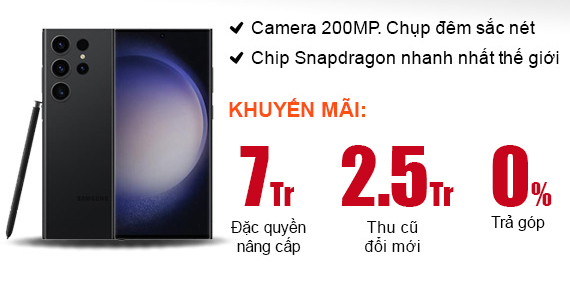 Camera 200MP. Chụp đêm sắc nét
Chip Snapdragon nhanh nhất thế giới
KHUYẾN MÃI:
7Tr
Đặc quyền
nâng cấp
2.5Tr
Thu cũ
đổi mới
0%
Trả góp
SAMSUNG